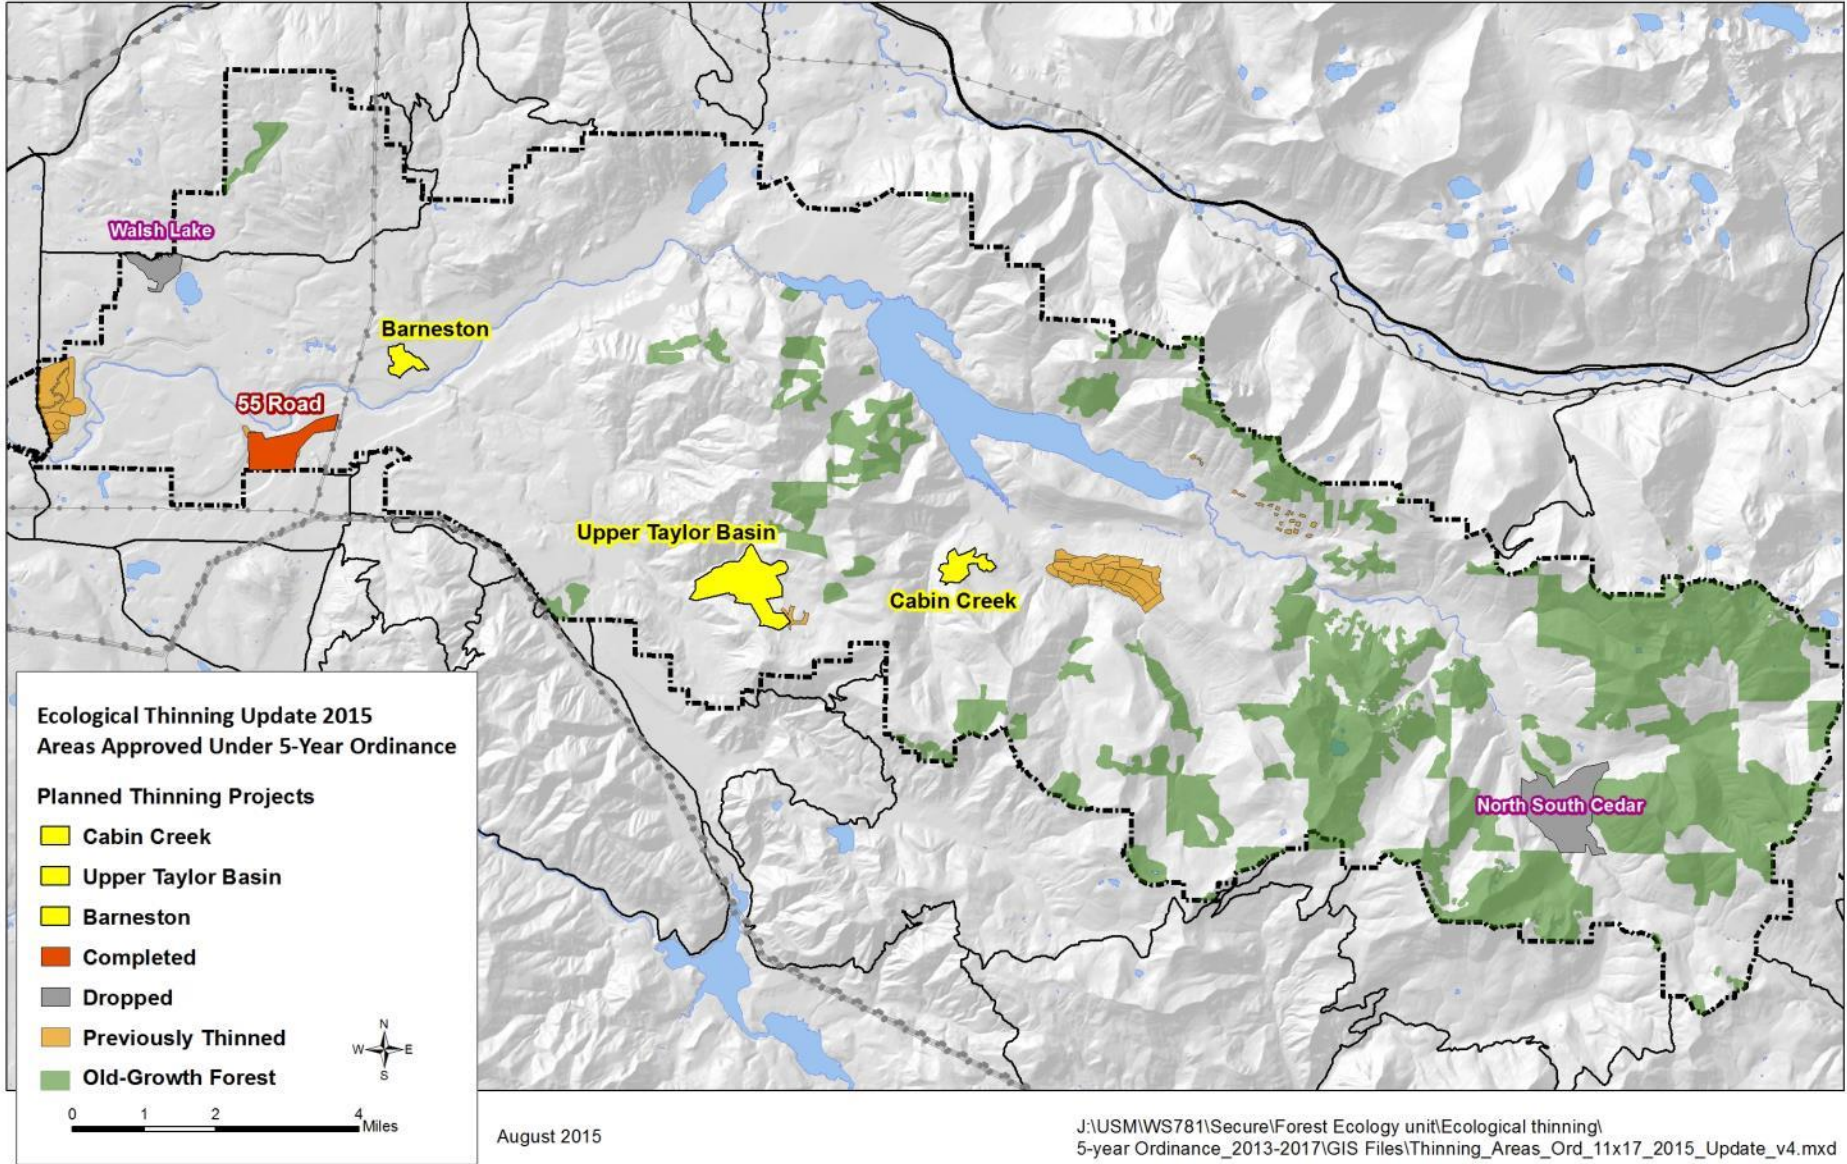 Walsh Lake
Barneston
55 Road
Upper Taylor Basin
Cabin Creek
North South Cedar
Ecological Thinning Update 2015
Areas Approved Under 5-Year Ordinance
Planned Thinning Projects
Cabin Creek
Upper Taylor Basin
Barneston
Completed
Dropped
Previously Thinned
Old-Growth Forest
N
W E
S
0 1 2 4
Miles
August 2015
J:\USM\WS781\Secure\Forest Ecology unit\Ecological thinning\
5-year Ordinance_2013-2017\GIS Files\Thinning_Areas_Ord_11x17_2015_Update_v4.mxd